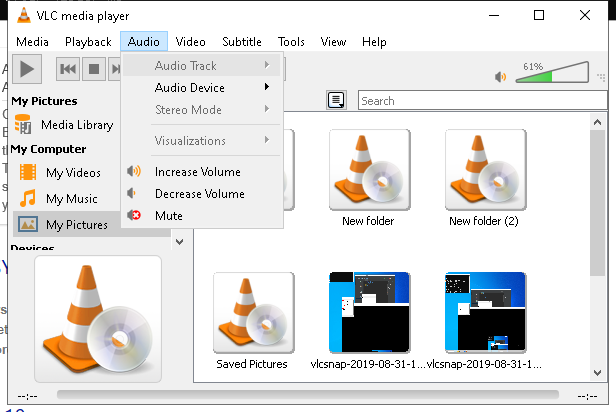 VLC media player
Media Playback Audio Video Subtitle Tools View Help
Audio Track
Audio Device
Stereo Mode
Visualizations
Increase Volume
Decrease Volume
Mute
61%
Search
My Pictures
Media Library
My Computer
My Videos
My Music
My Pictures
Devices
New folder
New folder (2)
Saved Pictures
vlcsnap-2019-08-31-1...
vlcsnap-2019-08-31-1...
--:--
--:--